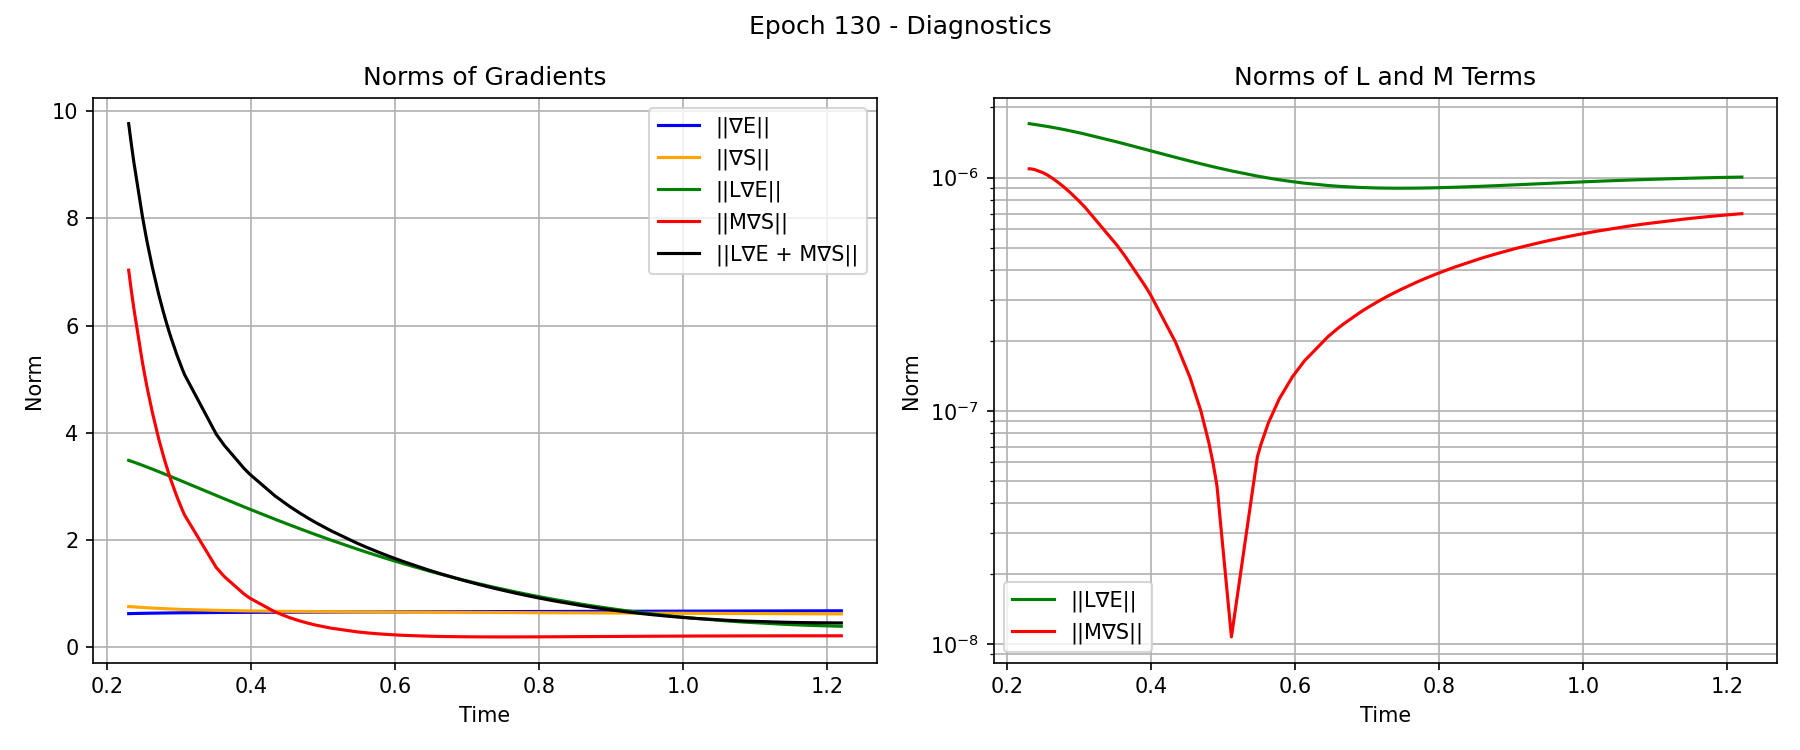 Epoch 130 - Diagnostics
Norms of Gradients
10
8
6
4
2
0
Norm
0.2 0.4 0.6 0.8 1.0 1.2
Time
||∇E||
||∇S||
||L∇E||
||M∇S||
||L∇E + M∇S||
Norms of L and M Terms
10⁻⁶
10⁻⁷
10⁻⁸
Norm
0.2 0.4 0.6 0.8 1.0 1.2
Time
||L∇E||
||M∇S||